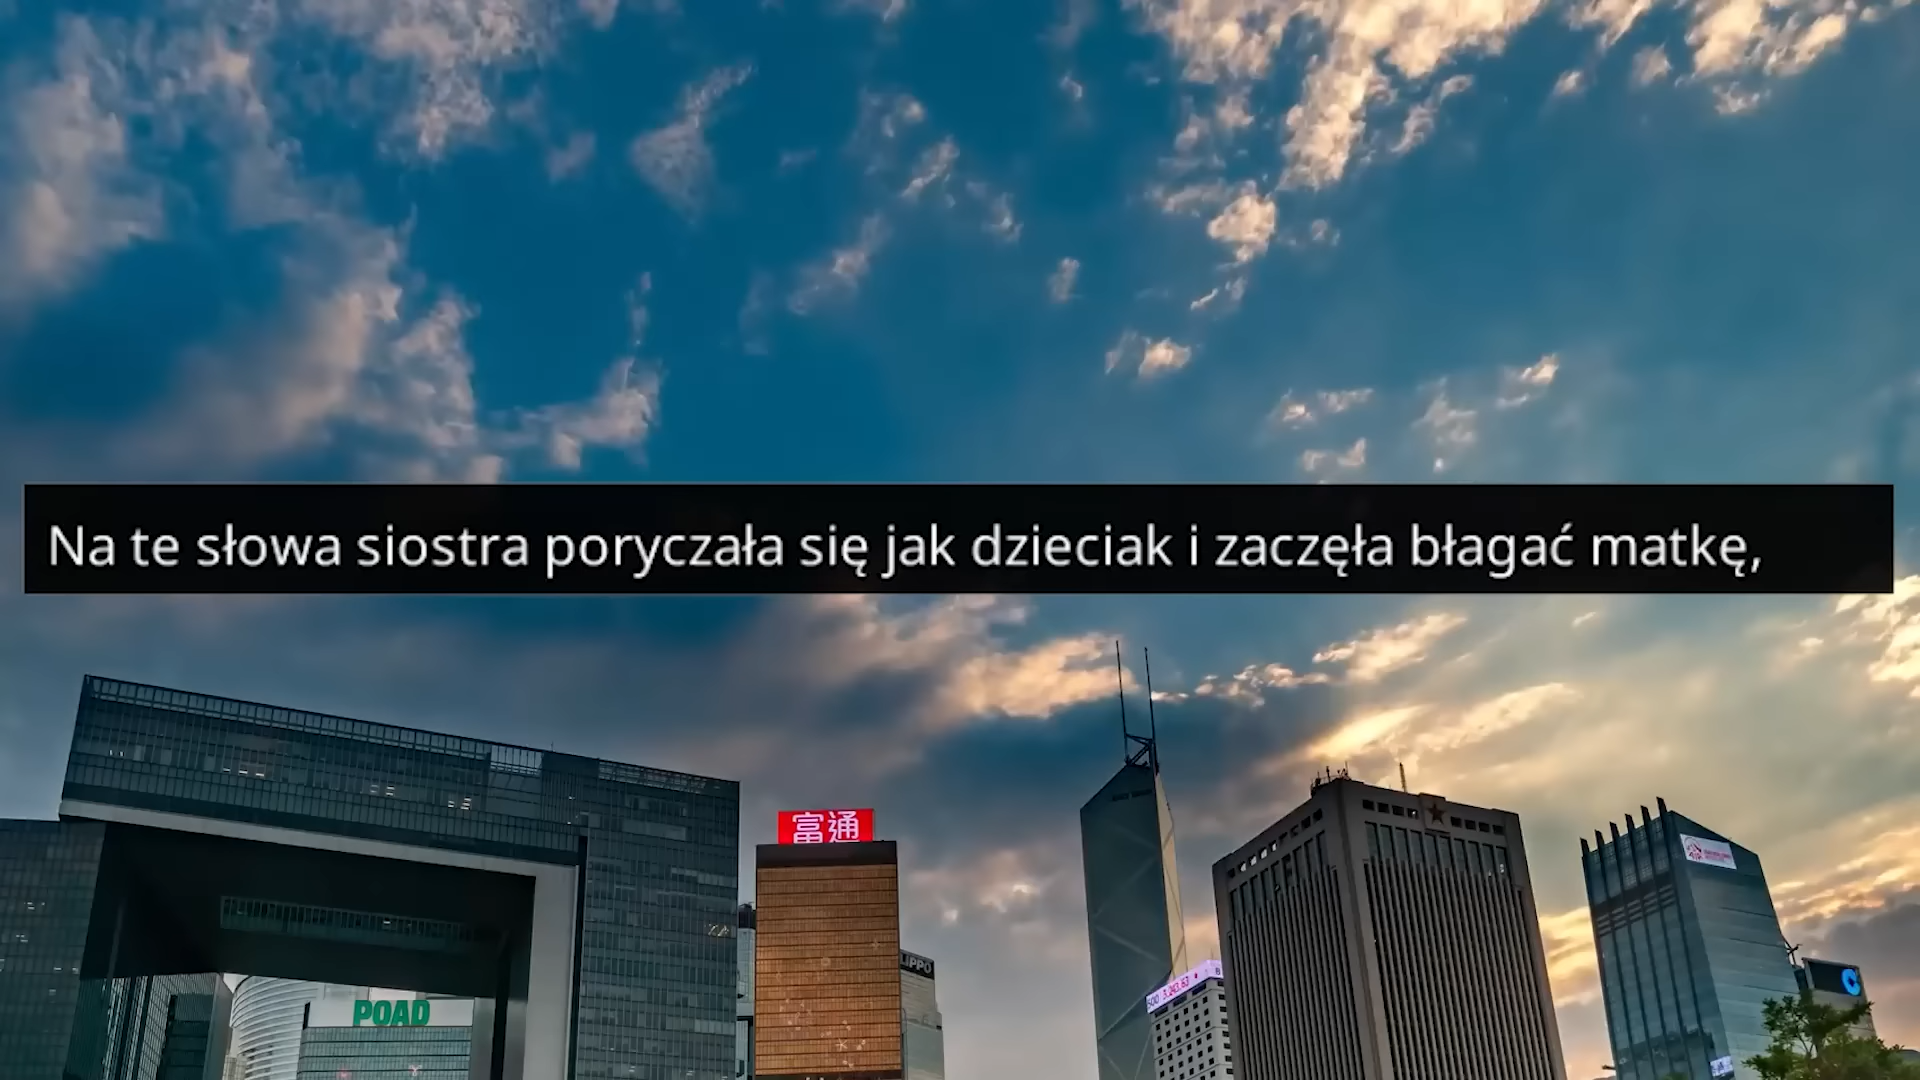 Na te słowa siostra poryczała się jak dzieciak i zaczęła błagać matkę,
富通
LIPPO
POAD